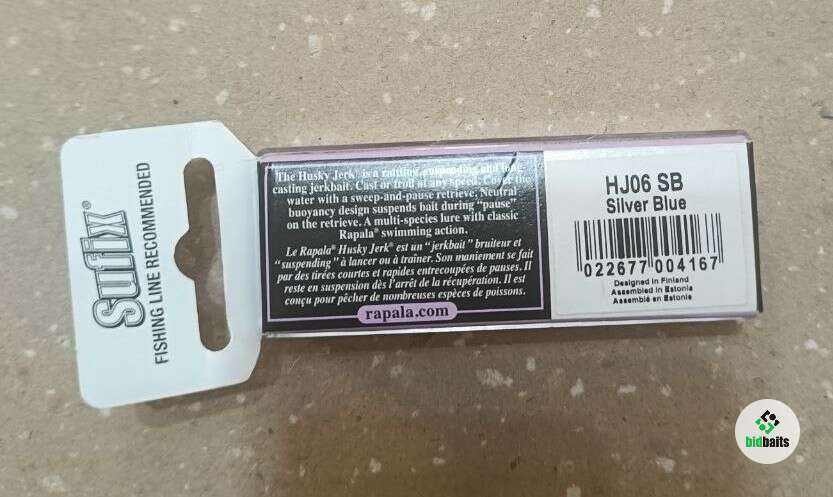 Sufix®
FISHING LINE RECOMMENDED
The Husky Jerk® is a rattling, suspending and long
casting jerkbait. Cast or troll at any speed. Cover the
water with a sweep-and-pause retrieve. Neutral
buoyancy design suspends bait during "pause"
on the retrieve. A multi-species lure with classic
Rapala® swimming action.
Le Rapala® Husky Jerk® est un "jerkbait" bruiteur et
"suspending" à lancer ou à traîner. Son maniement se fait
par des tirées courtes et rapides entrecoupées de pauses. Il
reste en suspension dès l'arrêt de la récupération. Il est
conçu pour pêcher de nombreuses espèces de poissons.
rapala.com
HJ06 SB
Silver Blue
022677 004167
Designed in Finland
Assembled in Estonia
Assemblé en Estonie
bidbaits